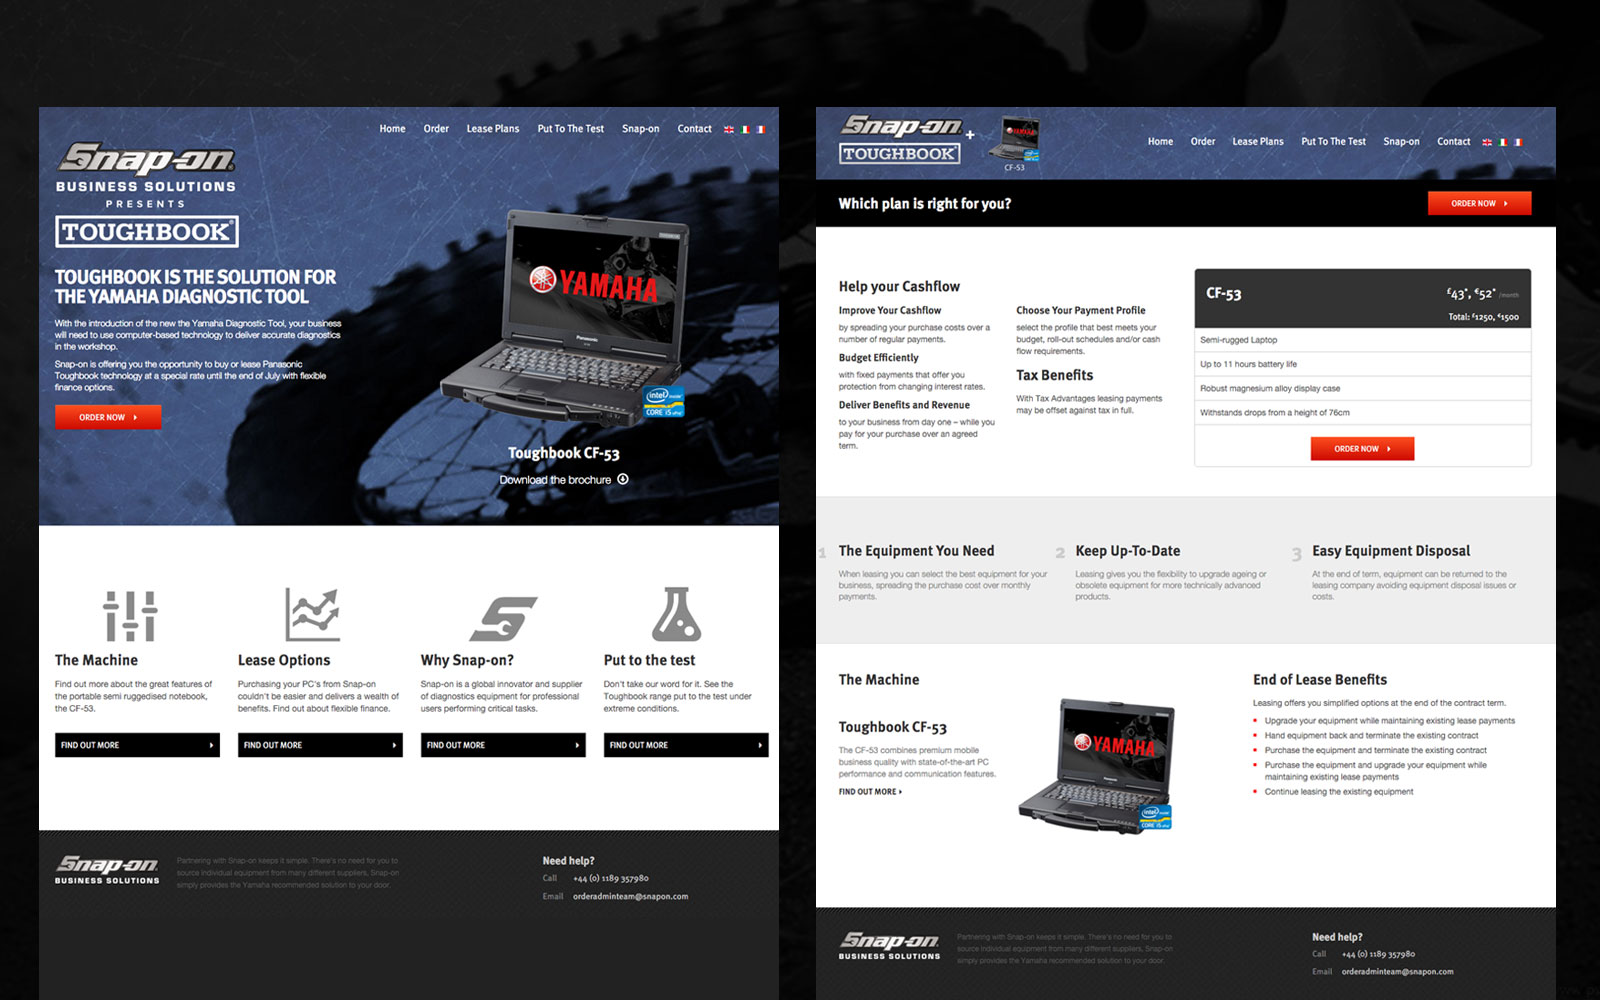 Home Order Lease Plans Put To The Test Snap-on Contact
Snap-on
BUSINESS SOLUTIONS
PRESENTS
TOUGHBOOK
TOUGHBOOK IS THE SOLUTION FOR
THE YAMAHA DIAGNOSTIC TOOL
With the introduction of the new the Yamaha Diagnostic Tool, your business
will need to use computer-based technology to deliver accurate diagnostics
in the workshop.
Snap-on is offering you the opportunity to buy or lease Panasonic
Toughbook technology at a special rate until the end of July with flexible
finance options.
ORDER NOW
YAMAHA
Panasonic
intel inside
CORE i5 vPro
Toughbook CF-53
Download the brochure
The Machine
Find out more about the great features of
the portable semi ruggedised notebook,
the CF-53.
FIND OUT MORE
Lease Options
Purchasing your PC's from Snap-on
couldn't be easier and delivers a wealth of
benefits. Find out about flexible finance.
FIND OUT MORE
Why Snap-on?
Snap-on is a global innovator and supplier
of diagnostics equipment for professional
users performing critical tasks.
FIND OUT MORE
Put to the test
Don't take our word for it. See the
Toughbook range put to the test under
extreme conditions.
FIND OUT MORE
Snap-on
BUSINESS SOLUTIONS
Partnering with Snap-on keeps it simple. There's no need for you to
source individual equipment from many different suppliers, Snap-on
simply provides the Yamaha recommended solution to your door.
Need help?
Call +44 (0) 1189 357980
Email orderadminteam@snapon.com
Snap-on +
TOUGHBOOK
YAMAHA
CF-53
Home Order Lease Plans Put To The Test Snap-on Contact
Which plan is right for you?
ORDER NOW
Help your Cashflow
Improve Your Cashflow
by spreading your purchase costs over a
number of regular payments.
Budget Efficiently
with fixed payments that offer you
protection from changing interest rates.
Deliver Benefits and Revenue
to your business from day one – while you
pay for your purchase over an agreed
term.
Choose Your Payment Profile
select the profile that best meets your
budget, roll-out schedules and/or cash
flow requirements.
Tax Benefits
With Tax Advantages leasing payments
may be offset against tax in full.
CF-53
£43*, €52* /month
Total: £1250, €1500
Semi-rugged Laptop
Up to 11 hours battery life
Robust magnesium alloy display case
Withstands drops from a height of 76cm
ORDER NOW
1 The Equipment You Need
When leasing you can select the best equipment for your
business, spreading the purchase cost over monthly
payments.
2 Keep Up-To-Date
Leasing gives you the flexibility to upgrade ageing or
obsolete equipment for more technically advanced
products.
3 Easy Equipment Disposal
At the end of term, equipment can be returned to the
leasing company avoiding equipment disposal issues or
costs.
The Machine
Toughbook CF-53
The CF-53 combines premium mobile
business quality with state-of-the-art PC
performance and communication features.
FIND OUT MORE
YAMAHA
Panasonic
intel inside
CORE i5 vPro
End of Lease Benefits
Leasing offers you simplified options at the end of the contract term.
Upgrade your equipment while maintaining existing lease payments
Hand equipment back and terminate the existing contract
Purchase the equipment and terminate the existing contract
Purchase the equipment and upgrade your equipment while
maintaining existing lease payments
Continue leasing the existing equipment
Snap-on
BUSINESS SOLUTIONS
Partnering with Snap-on keeps it simple. There's no need for you to
source individual equipment from many different suppliers, Snap-on
simply provides the Yamaha recommended solution to your door.
Need help?
Call +44 (0) 1189 357980
Email orderadminteam@snapon.com